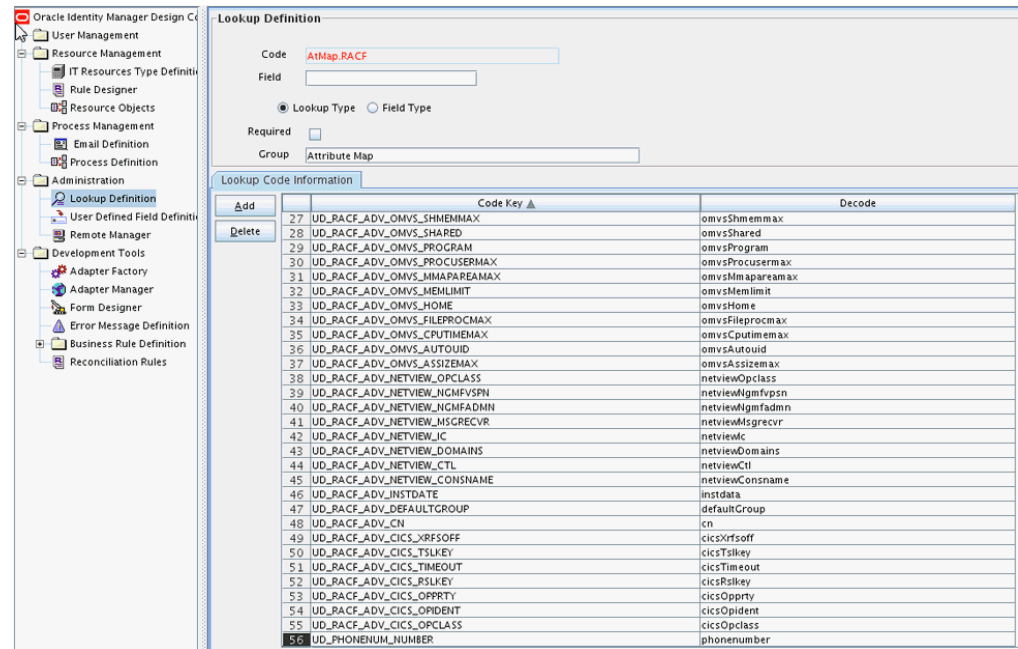 Oracle Identity Manager Design Co
User Management
Resource Management
IT Resources Type Definiti
Rule Designer
Resource Objects
Process Management
Email Definition
Process Definition
Administration
Lookup Definition
User Defined Field Definiti
Remote Manager
Development Tools
Adapter Factory
Adapter Manager
Form Designer
Error Message Definition
Business Rule Definition
Reconciliation Rules
Lookup Definition
Code AtMap.RACF
Field
Lookup Type Field Type
Required
Group Attribute Map
Lookup Code Information
Add
Delete
Code Key Decode
27 UD_RACF_ADV_OMVS_SHMEMMAX omvsShmemmax
28 UD_RACF_ADV_OMVS_SHARED omvsShared
29 UD_RACF_ADV_OMVS_PROGRAM omvsProgram
30 UD_RACF_ADV_OMVS_PROCUSERMAX omvsProcusermax
31 UD_RACF_ADV_OMVS_MMAPAREAMAX omvsMmapareamax
32 UD_RACF_ADV_OMVS_MEMLIMIT omvsMemlimit
33 UD_RACF_ADV_OMVS_HOME omvsHome
34 UD_RACF_ADV_OMVS_FILEPROCMAX omvsFileprocmax
35 UD_RACF_ADV_OMVS_CPUTIMEMAX omvsCputimemax
36 UD_RACF_ADV_OMVS_AUTOUID omvsAutouid
37 UD_RACF_ADV_OMVS_ASSIZEMAX omvsAssizemax
38 UD_RACF_ADV_NETVIEW_OPCLASS netviewOpclass
39 UD_RACF_ADV_NETVIEW_NGMFVSPN netviewNgmfvpsn
40 UD_RACF_ADV_NETVIEW_NGMFADMN netviewNgmfadmn
41 UD_RACF_ADV_NETVIEW_MSGRECVR netviewMsgrecvr
42 UD_RACF_ADV_NETVIEW_IC netviewIc
43 UD_RACF_ADV_NETVIEW_DOMAINS netviewDomains
44 UD_RACF_ADV_NETVIEW_CTL netviewCtl
45 UD_RACF_ADV_NETVIEW_CONSNAME netviewConsname
46 UD_RACF_ADV_INSTDATE instdata
47 UD_RACF_ADV_DEFAULTGROUP defaultGroup
48 UD_RACF_ADV_CN cn
49 UD_RACF_ADV_CICS_XRFSOFF cicsXrfsoff
50 UD_RACF_ADV_CICS_TSLKEY cicsTslkey
51 UD_RACF_ADV_CICS_TIMEOUT cicsTimeout
52 UD_RACF_ADV_CICS_RSLKEY cicsRslkey
53 UD_RACF_ADV_CICS_OPPRTY cicsOpprty
54 UD_RACF_ADV_CICS_OPIDENT cicsOpident
55 UD_RACF_ADV_CICS_OPCLASS cicsOpclass
56 UD_PHONENUM_NUMBER phonenumber